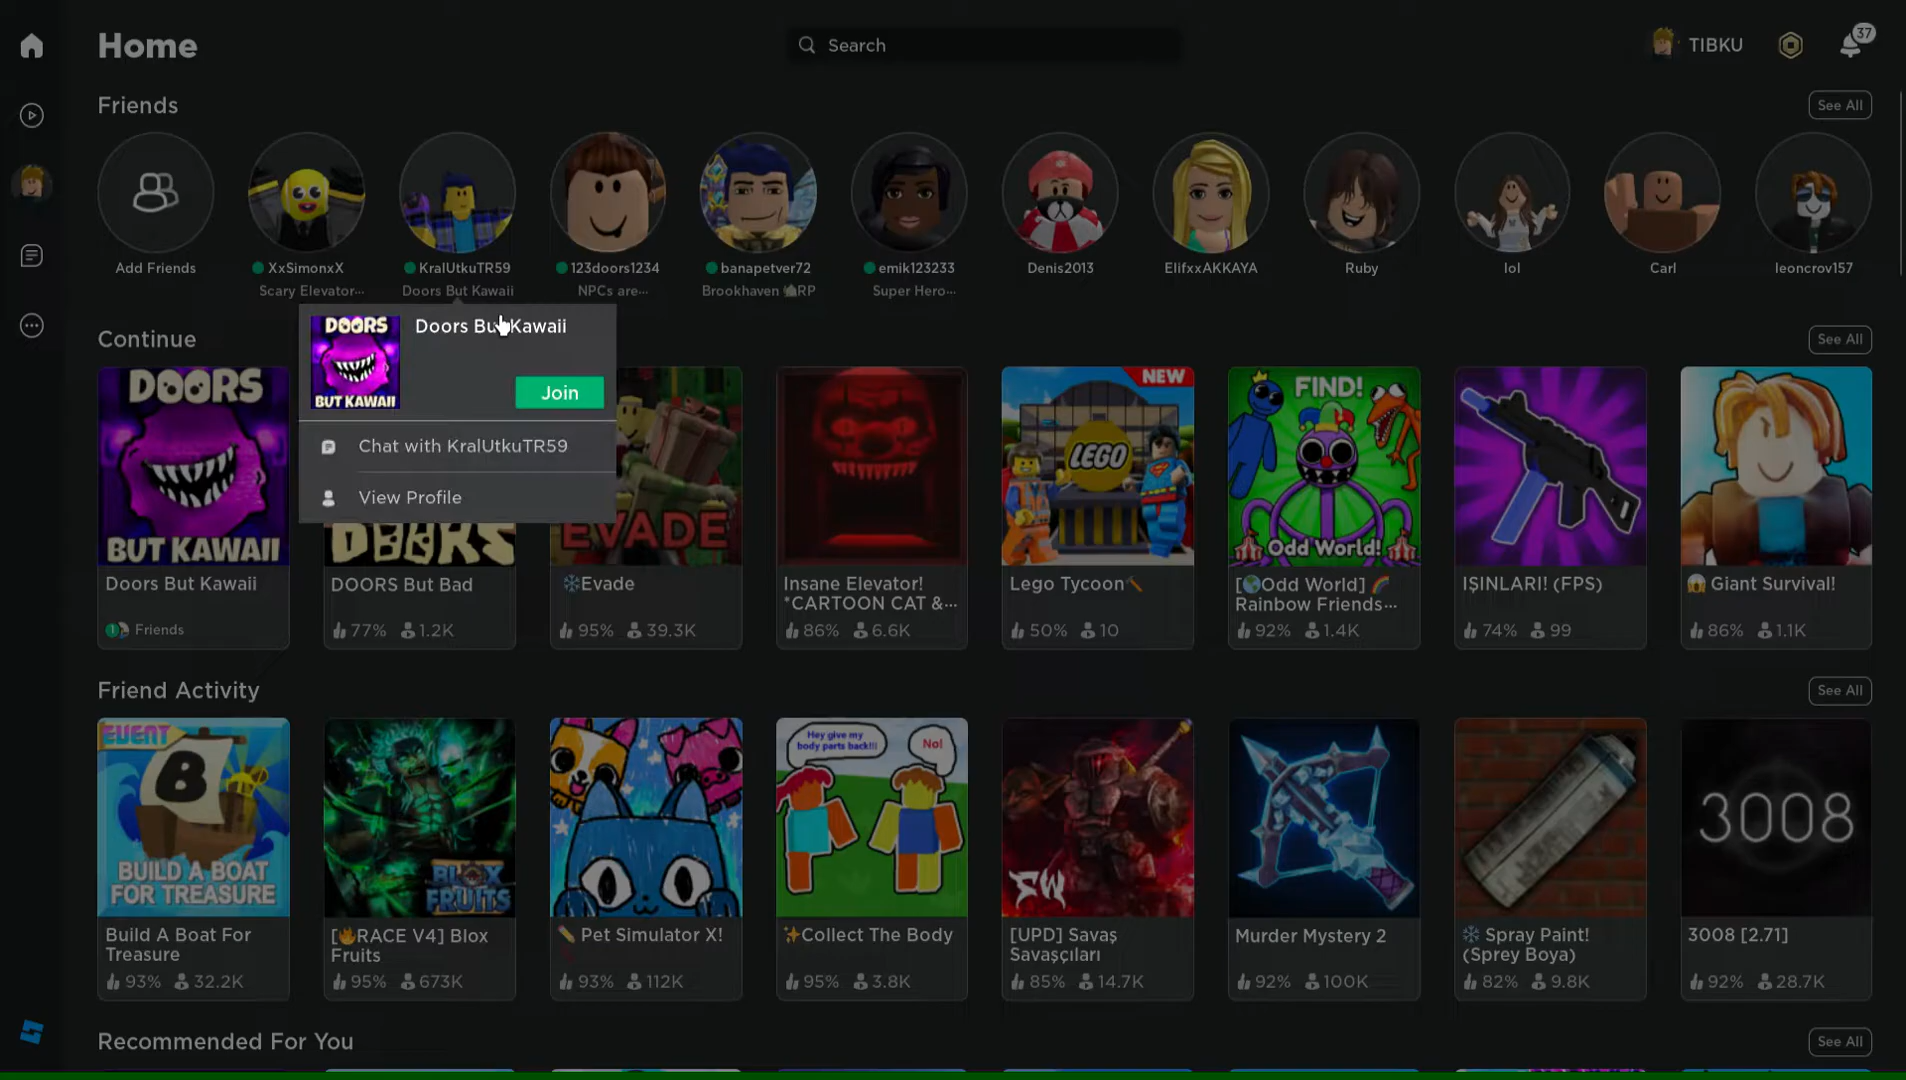 Home
Search
TIBKU
37
Friends
See All
Add Friends
XxSimonxX
Scary Elevator...
KralUtkuTR59
Doors But Kawaii
123doors1234
NPCs are...
banapetver72
Brookhaven 🏠RP
emik123233
Super Hero...
Denis2013
ElifxxAKKAYA
Ruby
lol
Carl
leoncrov157
DOORS
BUT KAWAII
Doors But Kawaii
Join
Chat with KralUtkuTR59
View Profile
Continue
See All
DOORS
BUT KAWAII
Doors But Kawaii
1 Friends
DOORS
DOORS But Bad
77% 1.2K
EVADE
❄️Evade
95% 39.3K
Insane Elevator!
*CARTOON CAT &...
86% 6.6K
NEW
LEGO
Lego Tycoon🔨
50% 10
FIND!
Odd World!
[🌍Odd World] 🌈
Rainbow Friends...
92% 1.4K
IŞINLARI! (FPS)
74% 99
😱 Giant Survival!
86% 1.1K
Friend Activity
See All
EVENT
B
BUILD A BOAT
FOR TREASURE
Build A Boat For
Treasure
93% 32.2K
BLOX
FRUITS
[🔥RACE V4] Blox
Fruits
95% 673K
✏️ Pet Simulator X!
93% 112K
Hey give my
body parts back!!!
No!
✨Collect The Body
95% 3.8K
[UPD] Savaş
Savaşçıları
85% 14.7K
Murder Mystery 2
92% 100K
❄️ Spray Paint!
(Sprey Boya)
82% 9.8K
3008
3008 [2.71]
92% 28.7K
Recommended For You
See All